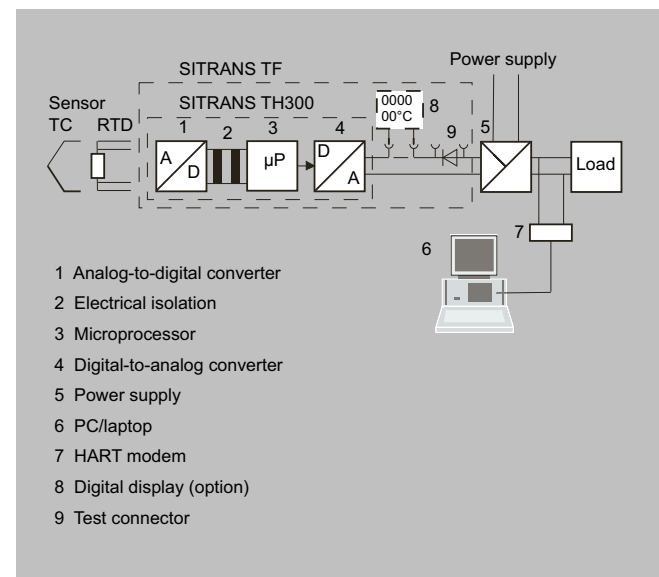 Power supply
SITRANS TF
Sensor
SITRANS TH300
TC RTD
1 2 3 4
0000
00°C
8
9
5
A
D
µP
D
A
Load
7
6
1 Analog-to-digital converter
2 Electrical isolation
3 Microprocessor
4 Digital-to-analog converter
5 Power supply
6 PC/laptop
7 HART modem
8 Digital display (option)
9 Test connector